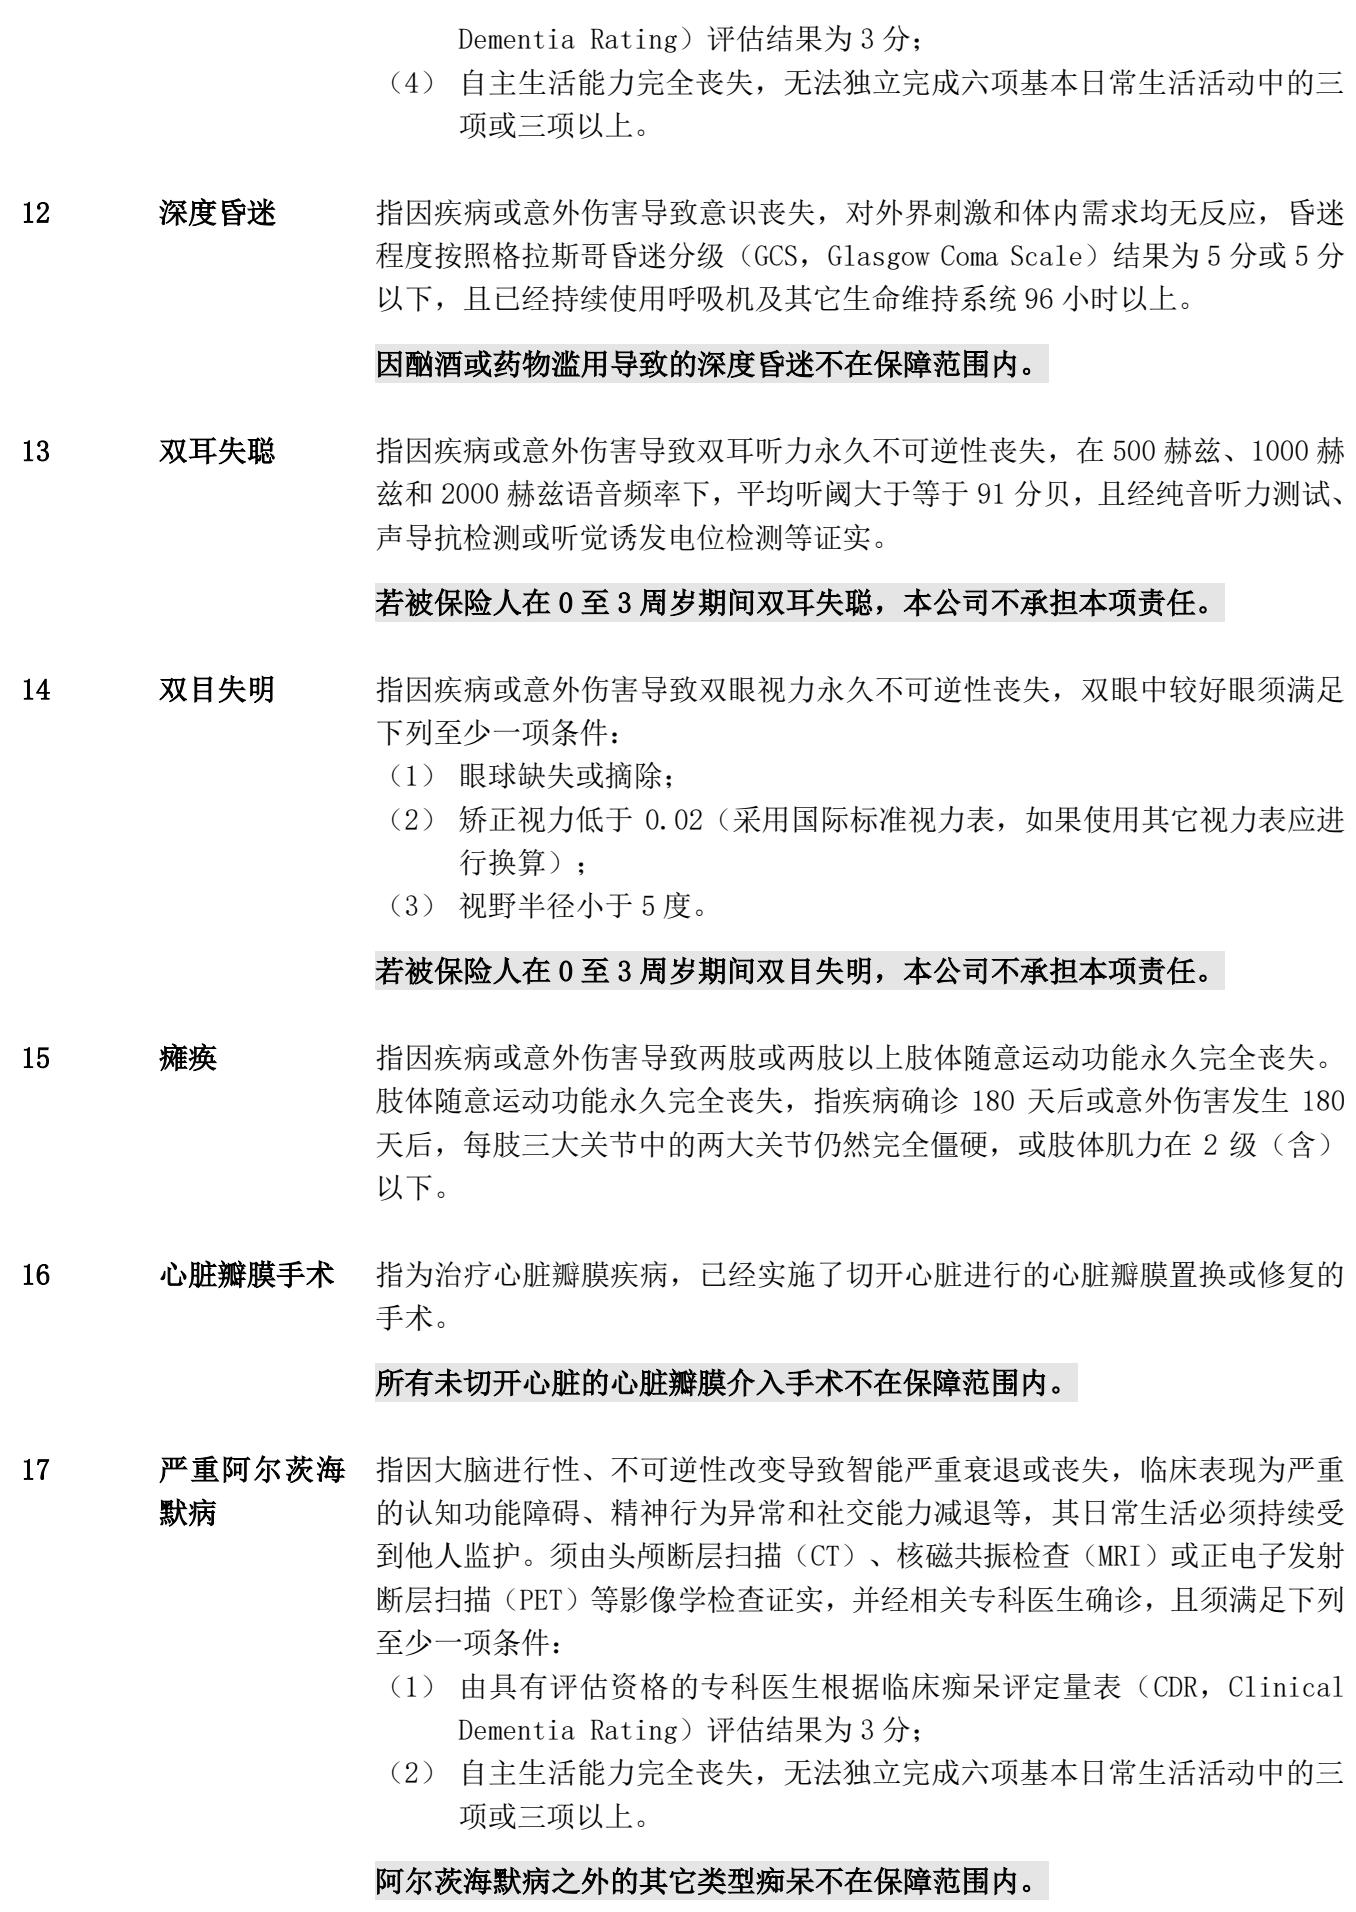 Dementia Rating）评估结果为 3 分；
（4） 自主生活能力完全丧失，无法独立完成六项基本日常生活活动中的三
项或三项以上。
12 深度昏迷 指因疾病或意外伤害导致意识丧失，对外界刺激和体内需求均无反应，昏迷
程度按照格拉斯哥昏迷分级（GCS，Glasgow Coma Scale）结果为 5 分或 5 分
以下，且已经持续使用呼吸机及其它生命维持系统 96 小时以上。
因酗酒或药物滥用导致的深度昏迷不在保障范围内。
13 双耳失聪 指因疾病或意外伤害导致双耳听力永久不可逆性丧失，在 500 赫兹、1000 赫
兹和 2000 赫兹语音频率下，平均听阈大于等于 91 分贝，且经纯音听力测试、
声导抗检测或听觉诱发电位检测等证实。
若被保险人在 0 至 3 周岁期间双耳失聪，本公司不承担本项责任。
14 双目失明 指因疾病或意外伤害导致双眼视力永久不可逆性丧失，双眼中较好眼须满足
下列至少一项条件：
（1） 眼球缺失或摘除；
（2） 矫正视力低于 0.02（采用国际标准视力表，如果使用其它视力表应进
行换算）；
（3） 视野半径小于 5 度。
若被保险人在 0 至 3 周岁期间双目失明，本公司不承担本项责任。
15 瘫痪 指因疾病或意外伤害导致两肢或两肢以上肢体随意运动功能永久完全丧失。
肢体随意运动功能永久完全丧失，指疾病确诊 180 天后或意外伤害发生 180
天后，每肢三大关节中的两大关节仍然完全僵硬，或肢体肌力在 2 级（含）
以下。
16 心脏瓣膜手术 指为治疗心脏瓣膜疾病，已经实施了切开心脏进行的心脏瓣膜置换或修复的
手术。
所有未切开心脏的心脏瓣膜介入手术不在保障范围内。
17 严重阿尔茨海 指因大脑进行性、不可逆性改变导致智能严重衰退或丧失，临床表现为严重
默病 的认知功能障碍、精神行为异常和社交能力减退等，其日常生活必须持续受
到他人监护。须由头颅断层扫描（CT）、核磁共振检查（MRI）或正电子发射
断层扫描（PET）等影像学检查证实，并经相关专科医生确诊，且须满足下列
至少一项条件：
（1） 由具有评估资格的专科医生根据临床痴呆评定量表（CDR，Clinical
Dementia Rating）评估结果为 3 分；
（2） 自主生活能力完全丧失，无法独立完成六项基本日常生活活动中的三
项或三项以上。
阿尔茨海默病之外的其它类型痴呆不在保障范围内。